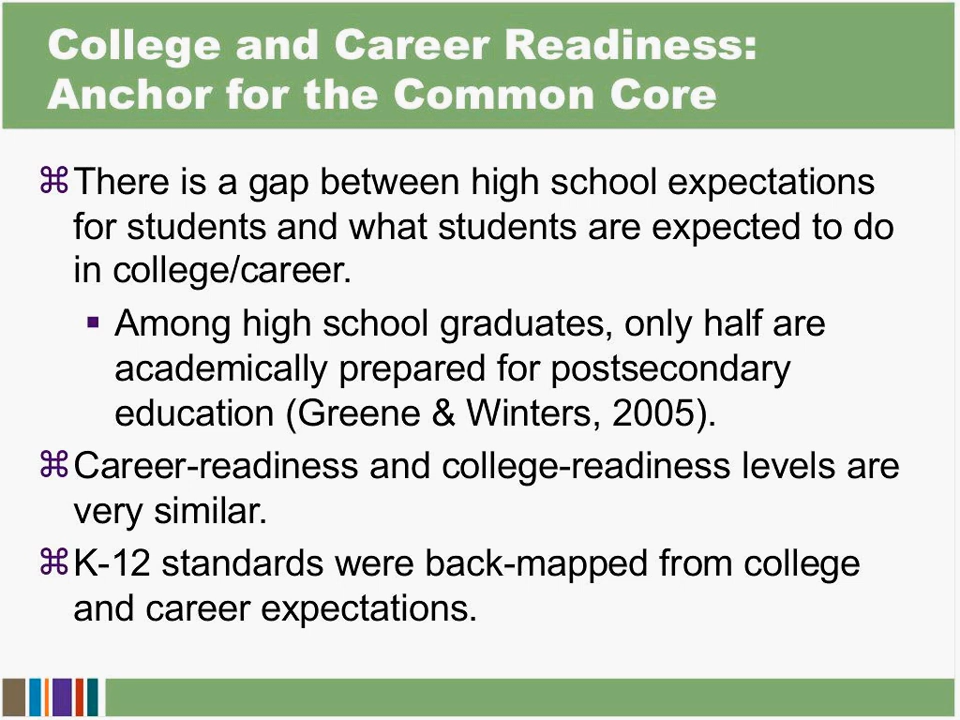 College and Career Readiness:
Anchor for the Common Core
⌘There is a gap between high school expectations
for students and what students are expected to do
in college/career.
▪ Among high school graduates, only half are
academically prepared for postsecondary
education (Greene & Winters, 2005).
⌘Career-readiness and college-readiness levels are
very similar.
⌘K-12 standards were back-mapped from college
and career expectations.